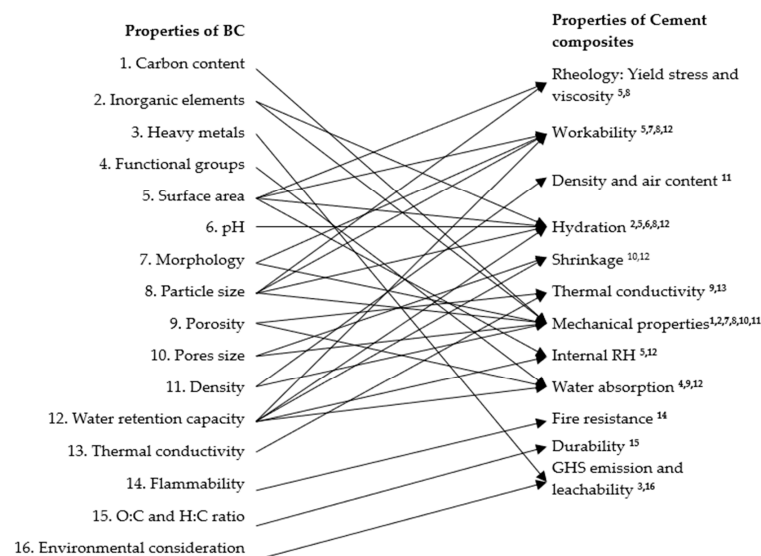 Properties of BC
1. Carbon content
2. Inorganic elements
3. Heavy metals
4. Functional groups
5. Surface area
6. pH
7. Morphology
8. Particle size
9. Porosity
10. Pores size
11. Density
12. Water retention capacity
13. Thermal conductivity
14. Flammability
15. O:C and H:C ratio
16. Environmental consideration
Properties of Cement
composites
Rheology: Yield stress and
viscosity 5,8
Workability 5,7,8,12
Density and air content 11
Hydration 2,5,6,8,12
Shrinkage 10,12
Thermal conductivity 9,13
Mechanical properties1,2,7,8,10,11
Internal RH 5,12
Water absorption 4,9,12
Fire resistance 14
Durability 15
GHS emission and
leachability 3,16